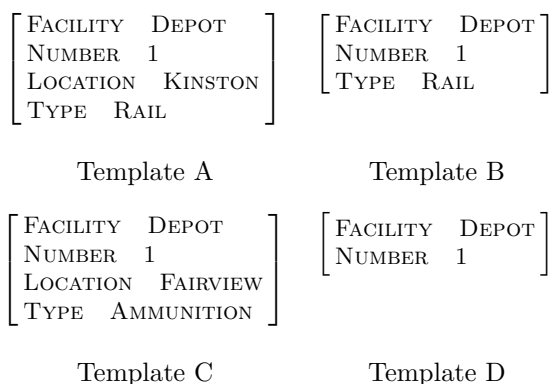 FACILITY DEPOT
NUMBER 1
LOCATION KINSTON
TYPE RAIL
Template A
FACILITY DEPOT
NUMBER 1
TYPE RAIL
Template B
FACILITY DEPOT
NUMBER 1
LOCATION FAIRVIEW
TYPE AMMUNITION
Template C
FACILITY DEPOT
NUMBER 1
Template D